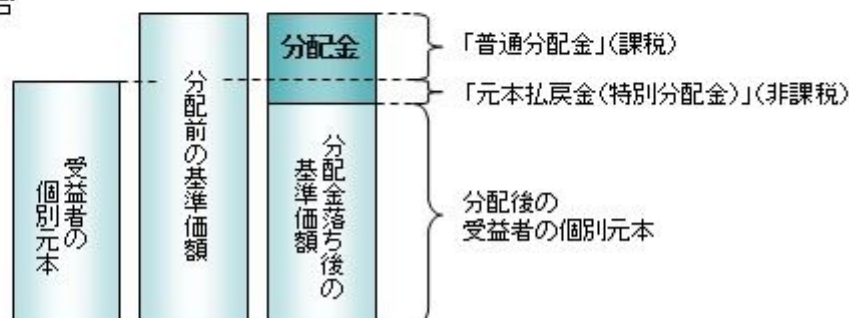 受益者の
個別元本
分配前の基準価額
分配金
分配金落ち後の
基準価額
「普通分配金」(課税)
「元本払戻金(特別分配金)」(非課税)
分配後の
受益者の個別元本